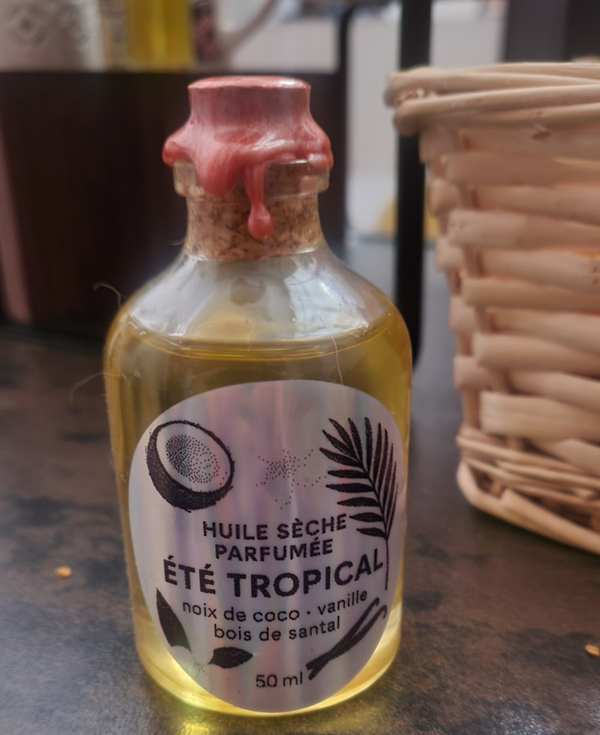 HUILE SÈCHE
PARFUMÉE
ÉTÉ TROPICAL
noix de coco · vanille
bois de santal
50 ml